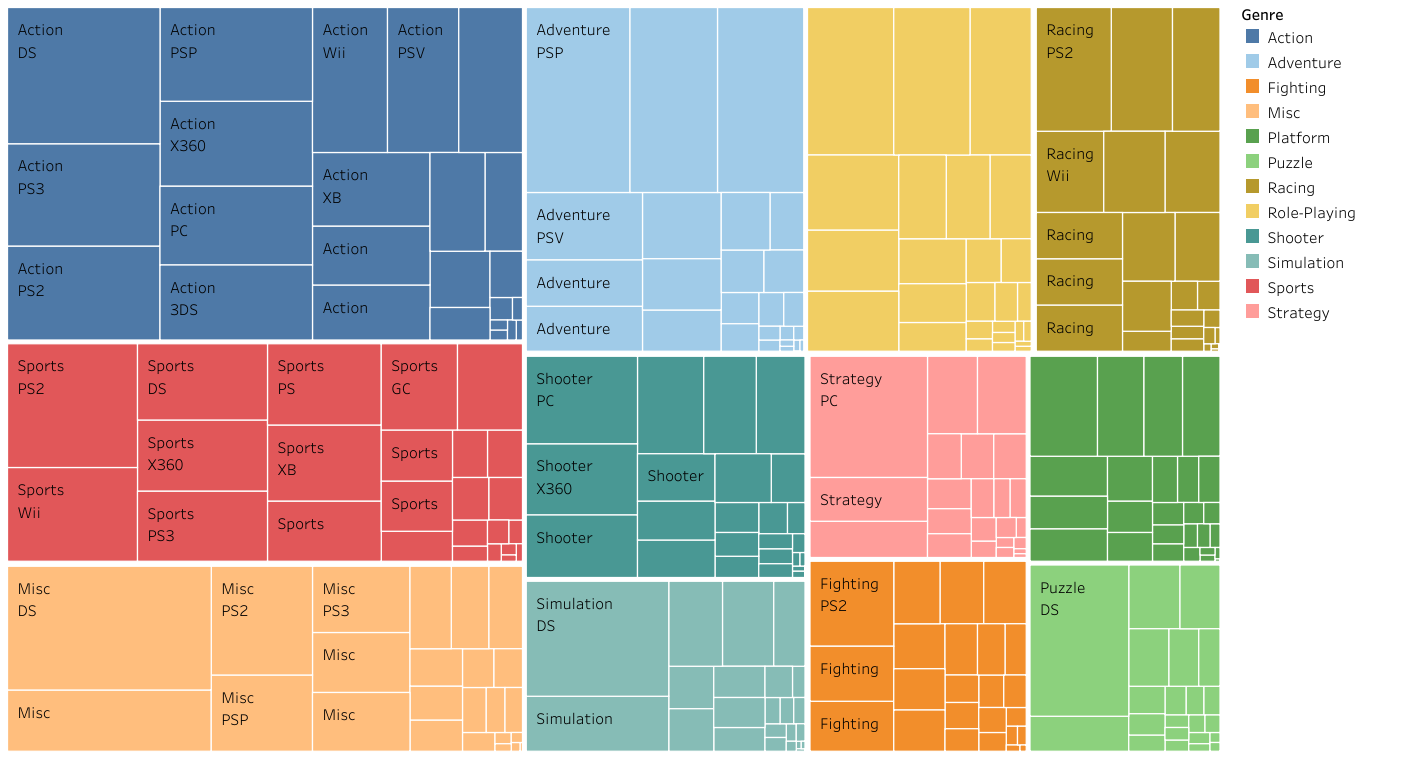 Action
DS
Action
PS3
Action
PS2
Action
PSP
Action
X360
Action
PC
Action
3DS
Action
Wii
Action
PSV
Action
XB
Action
Action
Adventure
PSP
Adventure
PSV
Adventure
Adventure
Racing
PS2
Racing
Wii
Racing
Racing
Racing
Sports
PS2
Sports
Wii
Sports
DS
Sports
X360
Sports
PS3
Sports
PS
Sports
XB
Sports
Sports
GC
Sports
Sports
Shooter
PC
Shooter
X360
Shooter
Shooter
Strategy
PC
Strategy
Misc
DS
Misc
Misc
PS2
Misc
PSP
Misc
PS3
Misc
Misc
Simulation
DS
Simulation
Fighting
PS2
Fighting
Fighting
Puzzle
DS
Genre
Action
Adventure
Fighting
Misc
Platform
Puzzle
Racing
Role-Playing
Shooter
Simulation
Sports
Strategy